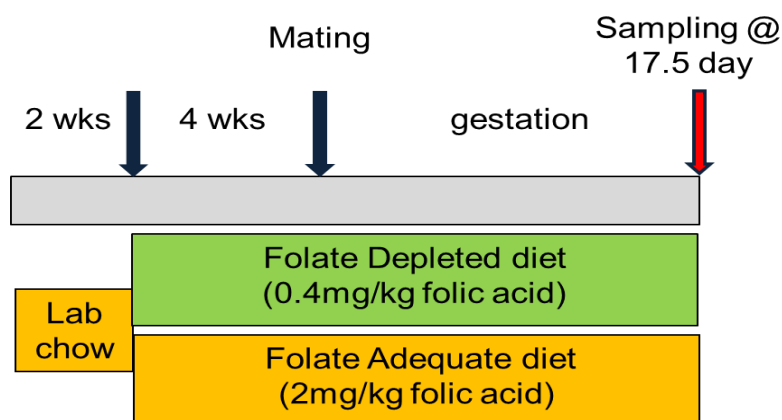 Mating
Sampling @
17.5 day
2 wks
4 wks
gestation
Folate Depleted diet
(0.4mg/kg folic acid)
Lab
chow
Folate Adequate diet
(2mg/kg folic acid)